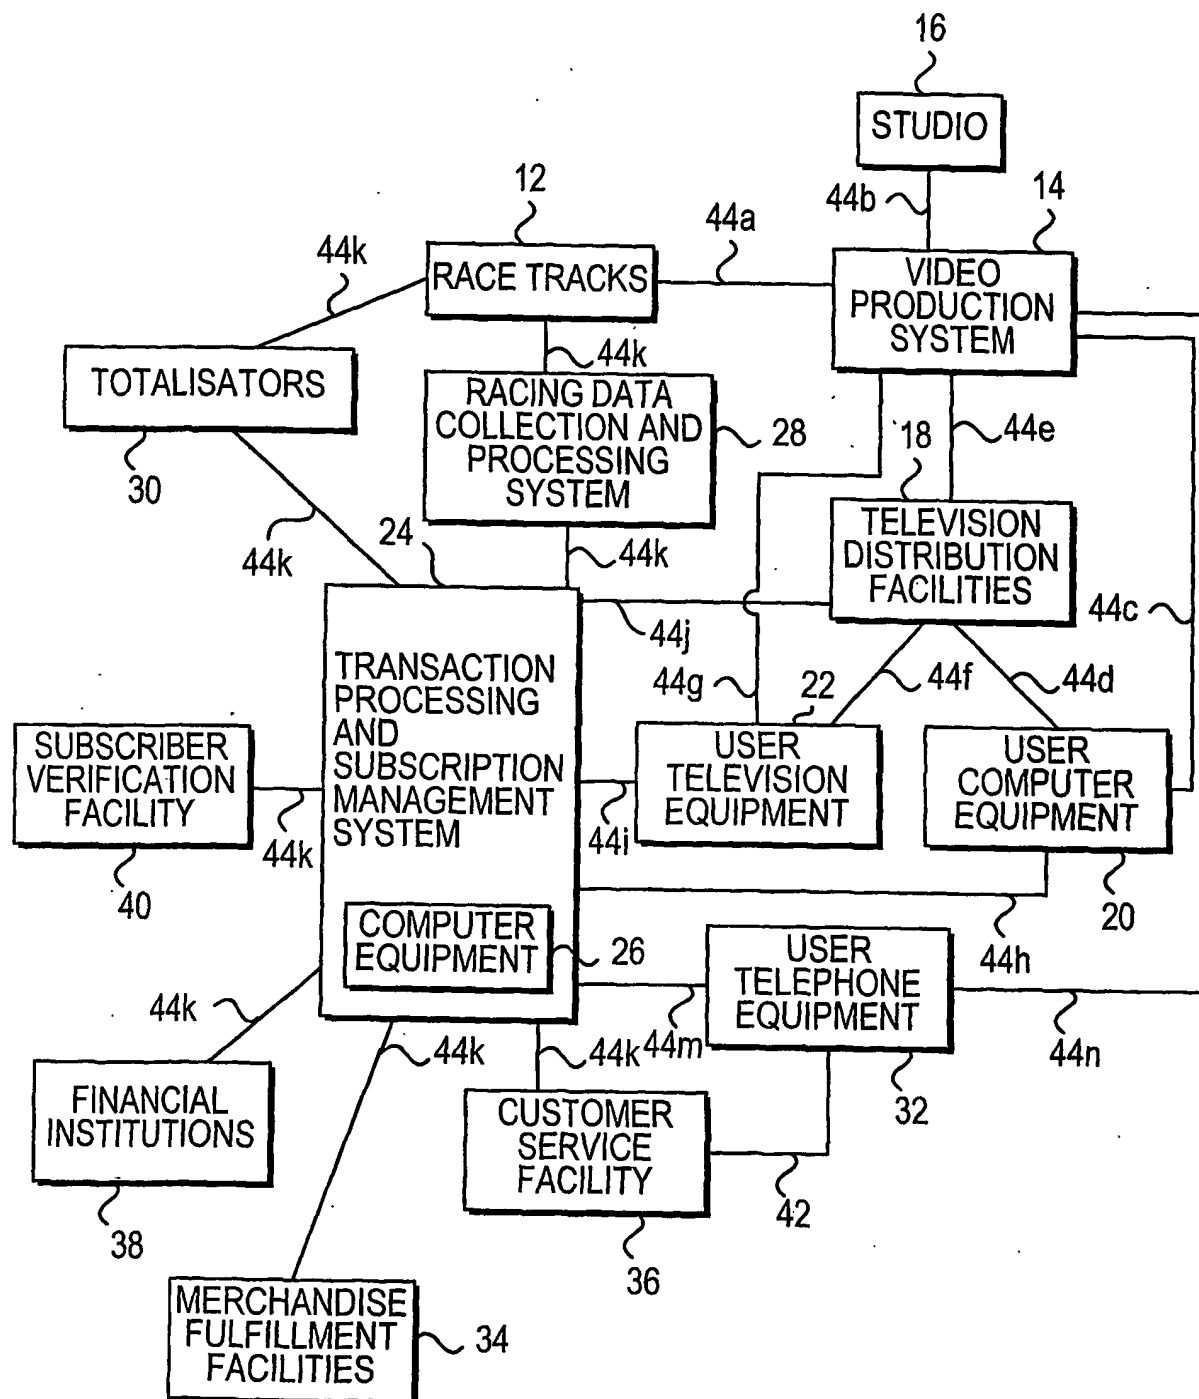 16
STUDIO
12
44a
44b
14
44k
RACE TRACKS
VIDEO
PRODUCTION
SYSTEM
44k
TOTALISATORS
RACING DATA
COLLECTION AND
PROCESSING
SYSTEM
28
18
44e
30
44k
24
44k
TELEVISION
DISTRIBUTION
FACILITIES
44c
44j
TRANSACTION
PROCESSING
AND
SUBSCRIPTION
MANAGEMENT
SYSTEM
44g
22
44f
44d
SUBSCRIBER
VERIFICATION
FACILITY
USER
TELEVISION
EQUIPMENT
USER
COMPUTER
EQUIPMENT
44k
44i
40
20
COMPUTER
EQUIPMENT
26
USER
TELEPHONE
EQUIPMENT
44h
44k
44k
44k
44m
44n
32
FINANCIAL
INSTITUTIONS
CUSTOMER
SERVICE
FACILITY
42
38
36
MERCHANDISE
FULFILLMENT
FACILITIES
34